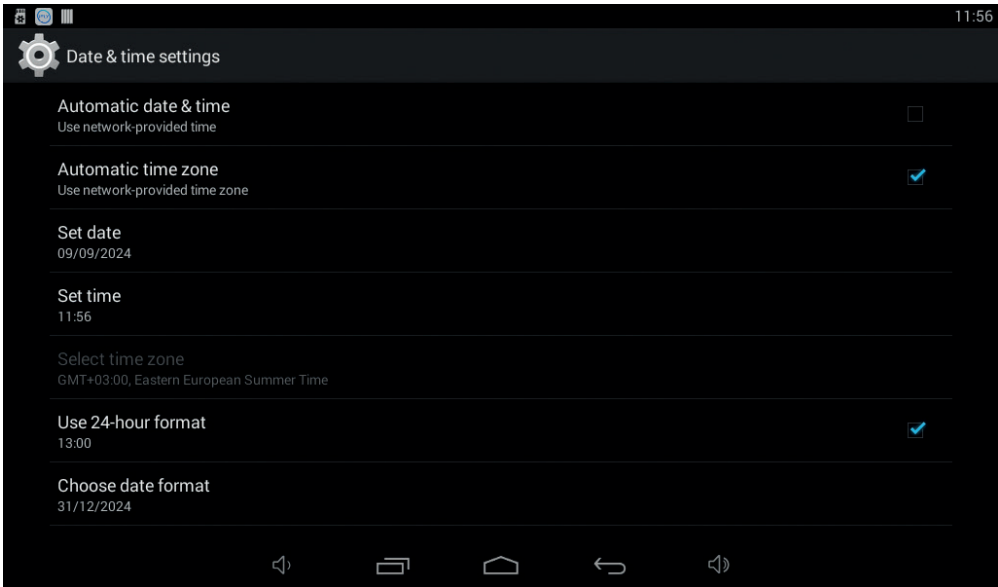 11:56
Date & time settings
Automatic date & time
Use network-provided time
Automatic time zone
Use network-provided time zone
Set date
09/09/2024
Set time
11:56
Select time zone
GMT+03:00, Eastern European Summer Time
Use 24-hour format
13:00
Choose date format
31/12/2024